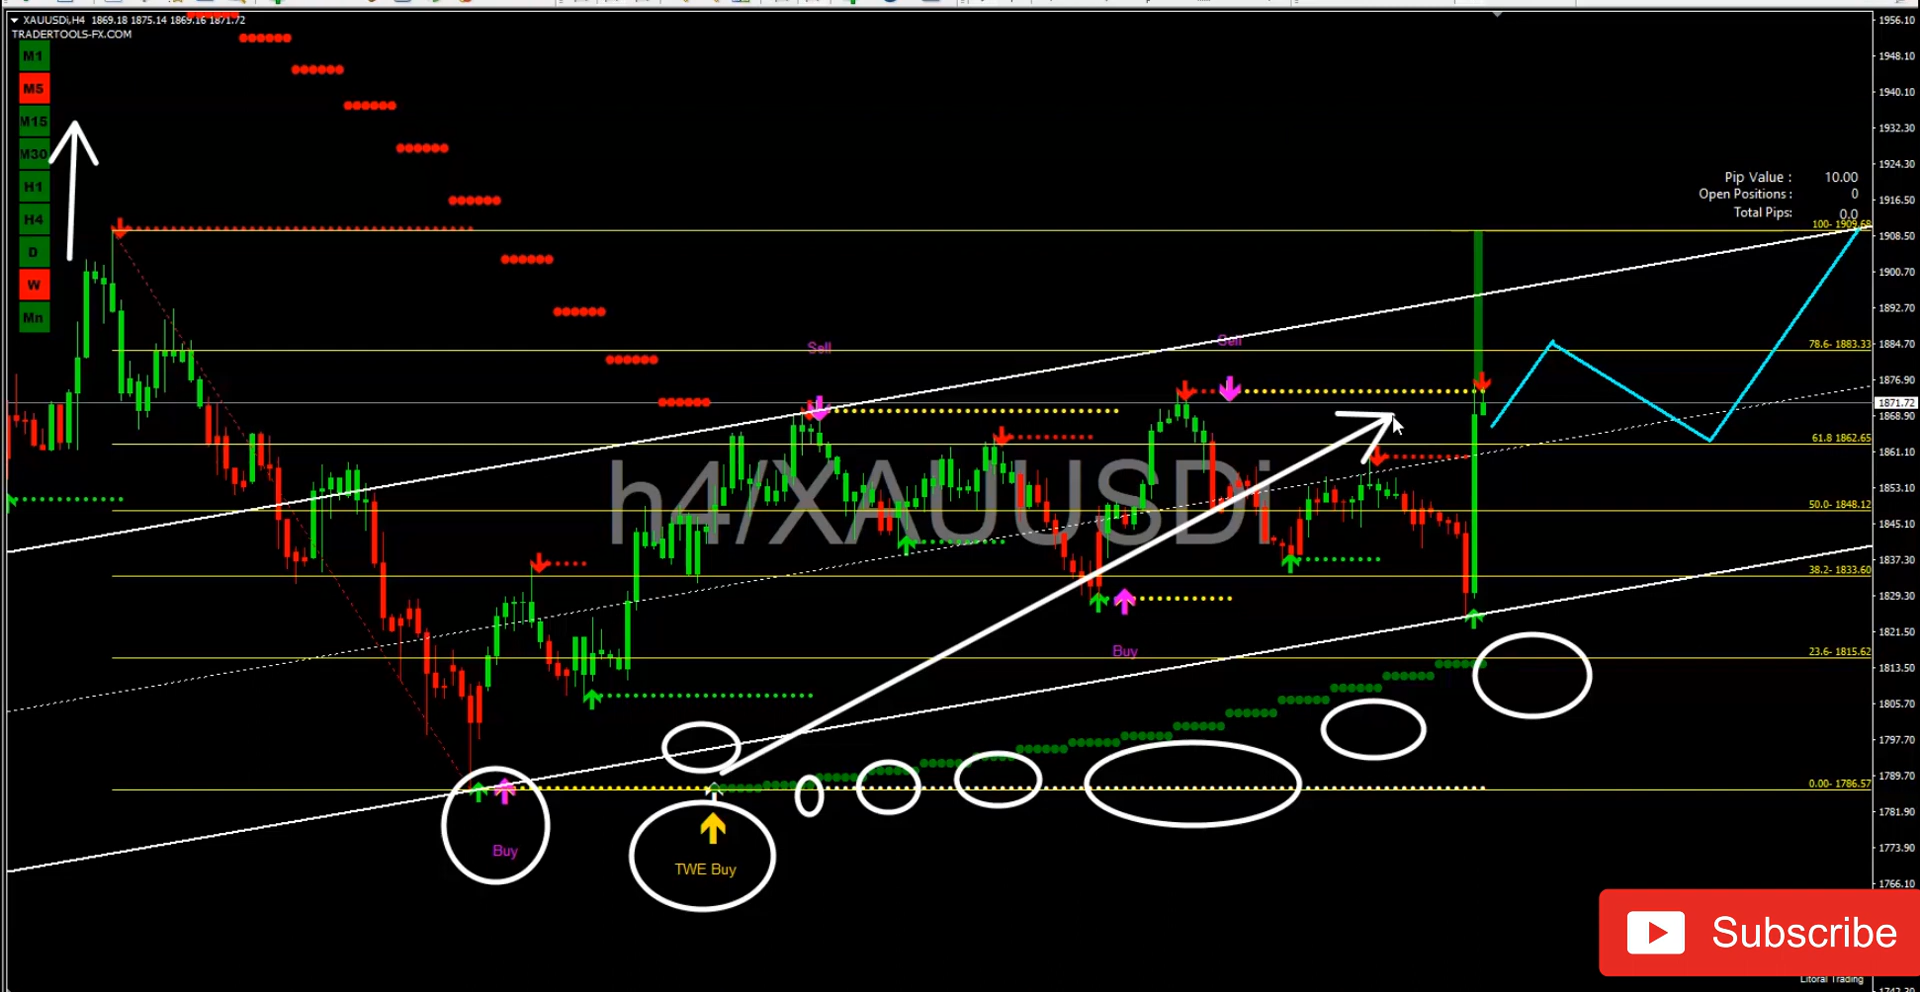 XAUUSDi,H4 1869.18 1875.14 1869.16 1871.72
TRADERTOOLS-FX.COM
M1
M5
M15
M30
H1
H4
D
W
Mn
Pip Value : 10.00
Open Positions : 0
Total Pips: 0.0
100- 1909.68
78.6- 1883.33
61.8 1862.65
50.0- 1848.12
38.2- 1833.60
23.6- 1815.62
0.00- 1786.57
Sell
Sell
h4/XAUUSDi
Buy
Buy
TWE Buy
1956.10
1948.10
1940.10
1932.30
1924.30
1916.50
1908.50
1900.70
1892.70
1884.70
1876.90
1871.72
1868.90
1861.10
1853.10
1845.10
1837.30
1829.30
1821.50
1813.50
1805.70
1797.70
1789.70
1781.90
1773.90
1766.10
Subscribe
Litoral Trading